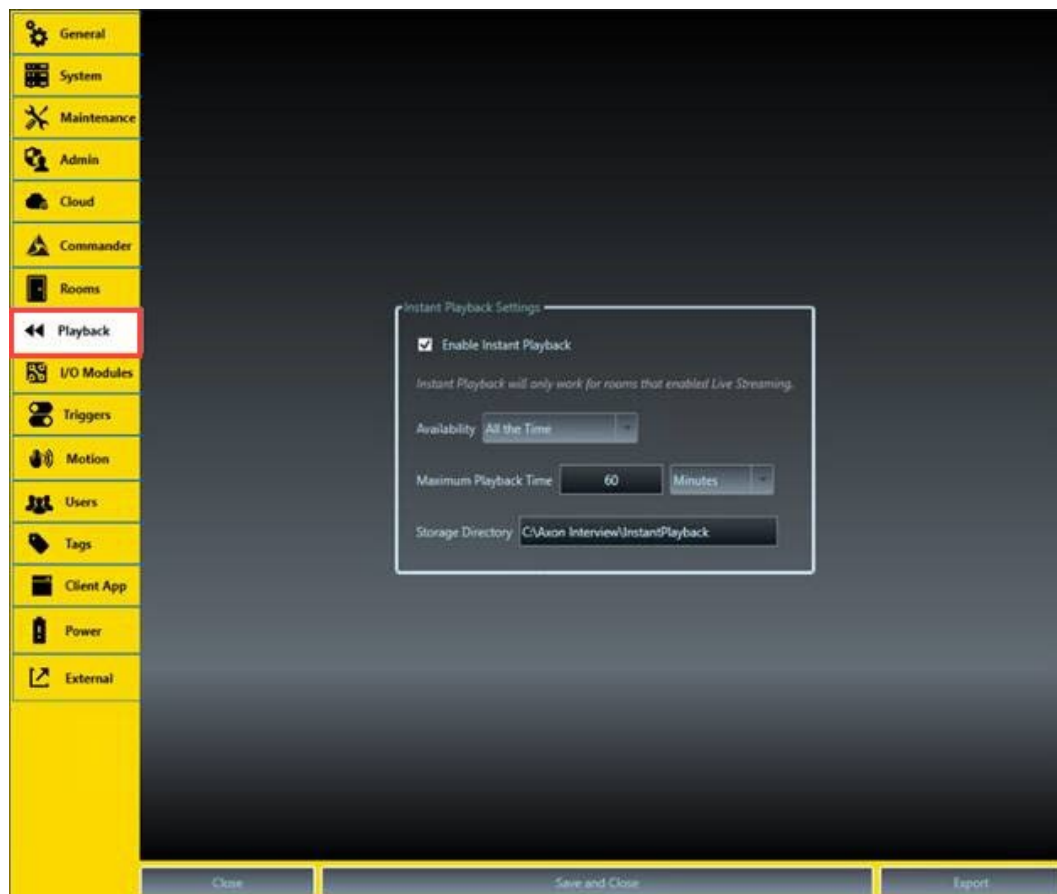 General
System
Maintenance
Admin
Cloud
Commander
Rooms
Playback
I/O Modules
Triggers
Motion
Users
Tags
Client App
Power
External
Instant Playback Settings
Enable Instant Playback
Instant Playback will only work for rooms that enabled Live Streaming.
Availability All the Time
Maximum Playback Time 60 Minutes
Storage Directory C:\Axon Interview\InstantPlayback
Close Save and Close Export